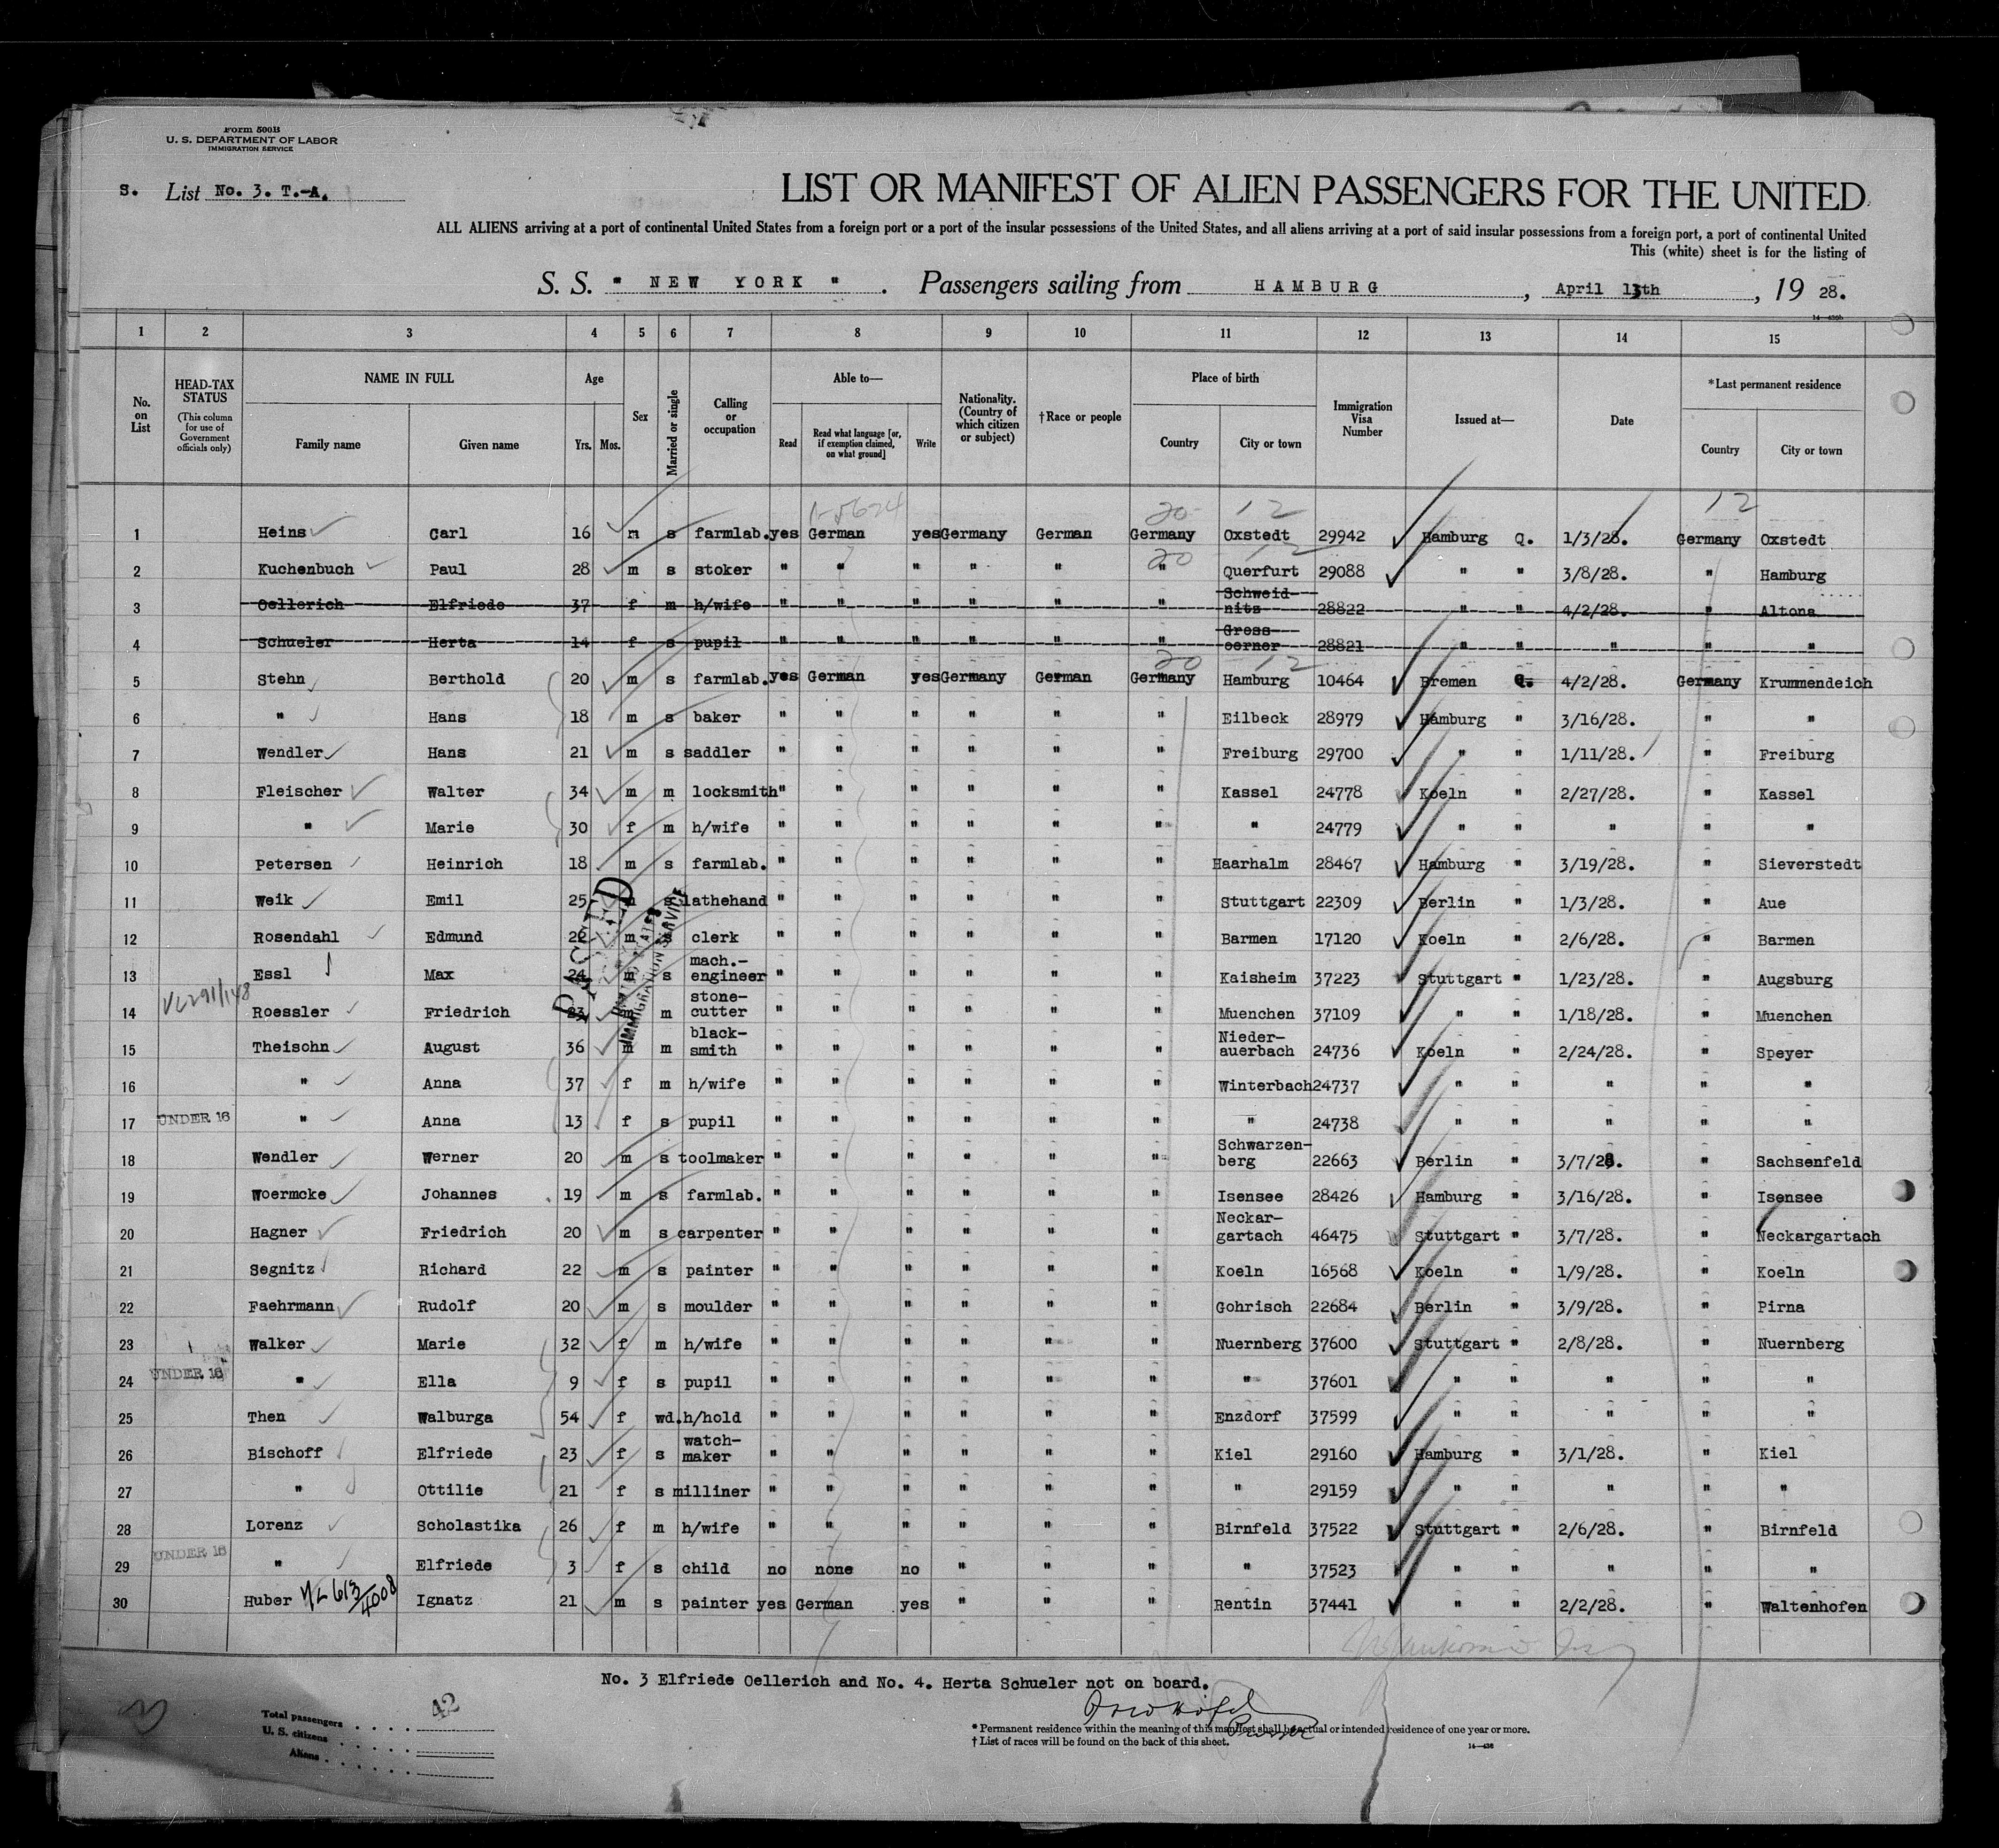 Form 500B
U. S. DEPARTMENT OF LABOR
IMMIGRATION SERVICE
S. List No. 3. T.-A.
LIST OR MANIFEST OF ALIEN PASSENGERS FOR THE UNITED
ALL ALIENS arriving at a port of continental United States from a foreign port or a port of the insular possessions of the United States, and all aliens arriving at a port of said insular possessions from a foreign port, a port of continental United
This (white) sheet is for the listing of
S. S. " NEW YORK " . Passengers sailing from HAMBURG , April 13th , 19 28.
1 2 3 4 5 6 7 8 9 10 11 12 13 14 15
No. on List
HEAD-TAX STATUS (This column for use of Government officials only)
NAME IN FULL Family name Given name
Age Yrs. Mos.
Sex
Married or single
Calling or occupation
Able to— Read Read what language [or, if exemption claimed, on what ground] Write
Nationality. (Country of which citizen or subject)
†Race or people
Place of birth Country City or town
Immigration Visa Number
Issued at—
Date
*Last permanent residence Country City or town
20 12 12
1 Heins Carl 16 m s farmlab. yes German yes Germany German Germany Oxstedt 29942 Hamburg Q. 1/3/28. Germany Oxstedt
20 12
2 Kuchenbuch Paul 28 m s stoker " " " " " " Querfurt 29088 " " 3/8/28. " Hamburg
3 Oellerich Elfriede 37 f m h/wife " " " " " " Schweid-nitz 28822 " " 4/2/28. " Altona
4 Schueler Herta 14 f s pupil " " " " " " Gross oerner 28821 " " " " "
20 12
5 Stehn Berthold 20 m s farmlab. yes German yes Germany German Germany Hamburg 10464 Bremen Q. 4/2/28. Germany Krummendeich
6 " Hans 18 m s baker " " " " " " Eilbeck 28979 Hamburg " 3/16/28. " "
7 Wendler Hans 21 m s saddler " " " " " " Freiburg 29700 " " 1/11/28. " Freiburg
8 Fleischer Walter 34 m m locksmith " " " " " " Kassel 24778 Koeln " 2/27/28. " Kassel
9 " Marie 30 f m h/wife " " " " " " " 24779 " " " " "
10 Petersen Heinrich 18 m s farmlab. " " " " " " Haarhalm 28467 Hamburg " 3/19/28. " Sieverstedt
11 Weik Emil 25 lathehand " " " " " " Stuttgart 22309 Berlin " 1/3/28. " Aue
12 Rosendahl Edmund 22 m clerk " " " " " " Barmen 17120 Koeln " 2/6/28. " Barmen
13 Essl Max 24 m s mach.-engineer " " " " " " Kaisheim 37223 Stuttgart " 1/23/28. " Augsburg
14 Roessler Friedrich 23 m m stone-cutter " " " " " " Muenchen 37109 " " 1/18/28. " Muenchen
15 Theisohn August 36 m m black-smith " " " " " " Nieder-auerbach 24736 Koeln " 2/24/28. " Speyer
16 " Anna 37 f m h/wife " " " " " " Winterbach 24737 " " " " "
17 UNDER 16 " Anna 13 f s pupil " " " " " " " 24738 " " " " "
18 Wendler Werner 20 m s toolmaker " " " " " " Schwarzen-berg 22663 Berlin " 3/7/28. " Sachsenfeld
19 Woermcke Johannes 19 m s farmlab. " " " " " " Isensee 28426 Hamburg " 3/16/28. " Isensee
20 Hagner Friedrich 20 m s carpenter " " " " " " Neckar-gartach 46475 Stuttgart " 3/7/28. " Neckargartach
21 Segnitz Richard 22 m s painter " " " " " " Koeln 16568 Koeln " 1/9/28. " Koeln
22 Faehrmann Rudolf 20 m s moulder " " " " " " Gohrisch 22684 Berlin " 3/9/28. " Pirna
23 Walker Marie 32 f m h/wife " " " " " " Nuernberg 37600 Stuttgart " 2/8/28. " Nuernberg
24 UNDER 16 " Ella 9 f s pupil " " " " " " " 37601 " " " " "
25 Then Walburga 54 f wd. h/hold " " " " " " Enzdorf 37599 " " " " "
26 Bischoff Elfriede 23 f s watch-maker " " " " " " Kiel 29160 Hamburg " 3/1/28. " Kiel
27 " Ottilie 21 f s milliner " " " " " " " 29159 " " " " "
28 Lorenz Scholastika 26 f m h/wife " " " " " " Birnfeld 37522 Stuttgart " 2/6/28. " Birnfeld
29 UNDER 16 " Elfriede 3 f s child no none no " " " " 37523 " " " " "
30 Huber Ignatz 21 m s painter yes German yes " " " Rentin 37441 " " 2/2/28. " Waltenhofen
PASSED
IMMIGRATION SERVICE
No. 3 Elfriede Oellerich and No. 4. Herta Schueler not on board.
Total passengers . . . . 42
U. S. citizens . . . . .
Aliens . . . . . .
* Permanent residence within the meaning of this manifest shall be actual or intended residence of one year or more.
† List of races will be found on the back of this sheet.